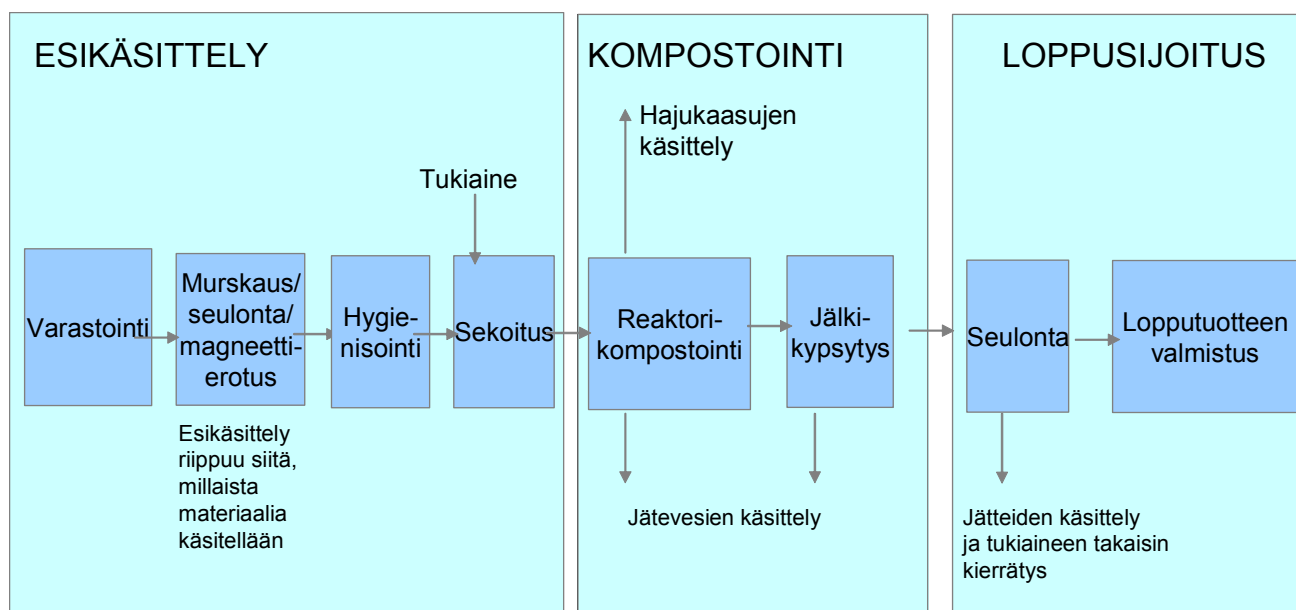 ESIKÄSITTELY
Tukiaine
Varastointi
Murskaus/
seulonta/
magneetti-
erotus
Hygie-
nisointi
Sekoitus
Esikäsittely
riippuu siitä,
millaista
materiaalia
käsitellään
KOMPOSTOINTI
Hajukaasujen
käsittely
Reaktori-
kompostointi
Jälki-
kypsytys
Jätevesien käsittely
LOPPUSIJOITUS
Seulonta
Lopputuotteen
valmistus
Jätteiden käsittely
ja tukiaineen takaisin
kierrätys